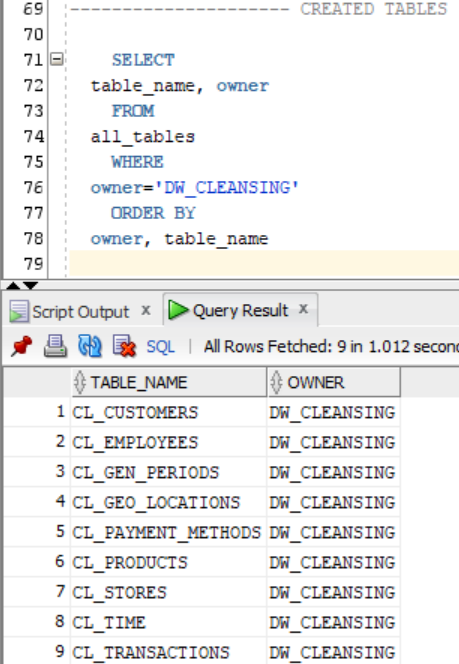 69 ---------------------- CREATED TABLES
70
71 SELECT
72 table_name, owner
73 FROM
74 all_tables
75 WHERE
76 owner='DW_CLEANSING'
77 ORDER BY
78 owner, table_name
79
Script Output x Query Result x
SQL | All Rows Fetched: 9 in 1.012 second
TABLE_NAME OWNER
1 CL_CUSTOMERS DW_CLEANSING
2 CL_EMPLOYEES DW_CLEANSING
3 CL_GEN_PERIODS DW_CLEANSING
4 CL_GEO_LOCATIONS DW_CLEANSING
5 CL_PAYMENT_METHODS DW_CLEANSING
6 CL_PRODUCTS DW_CLEANSING
7 CL_STORES DW_CLEANSING
8 CL_TIME DW_CLEANSING
9 CL_TRANSACTIONS DW_CLEANSING